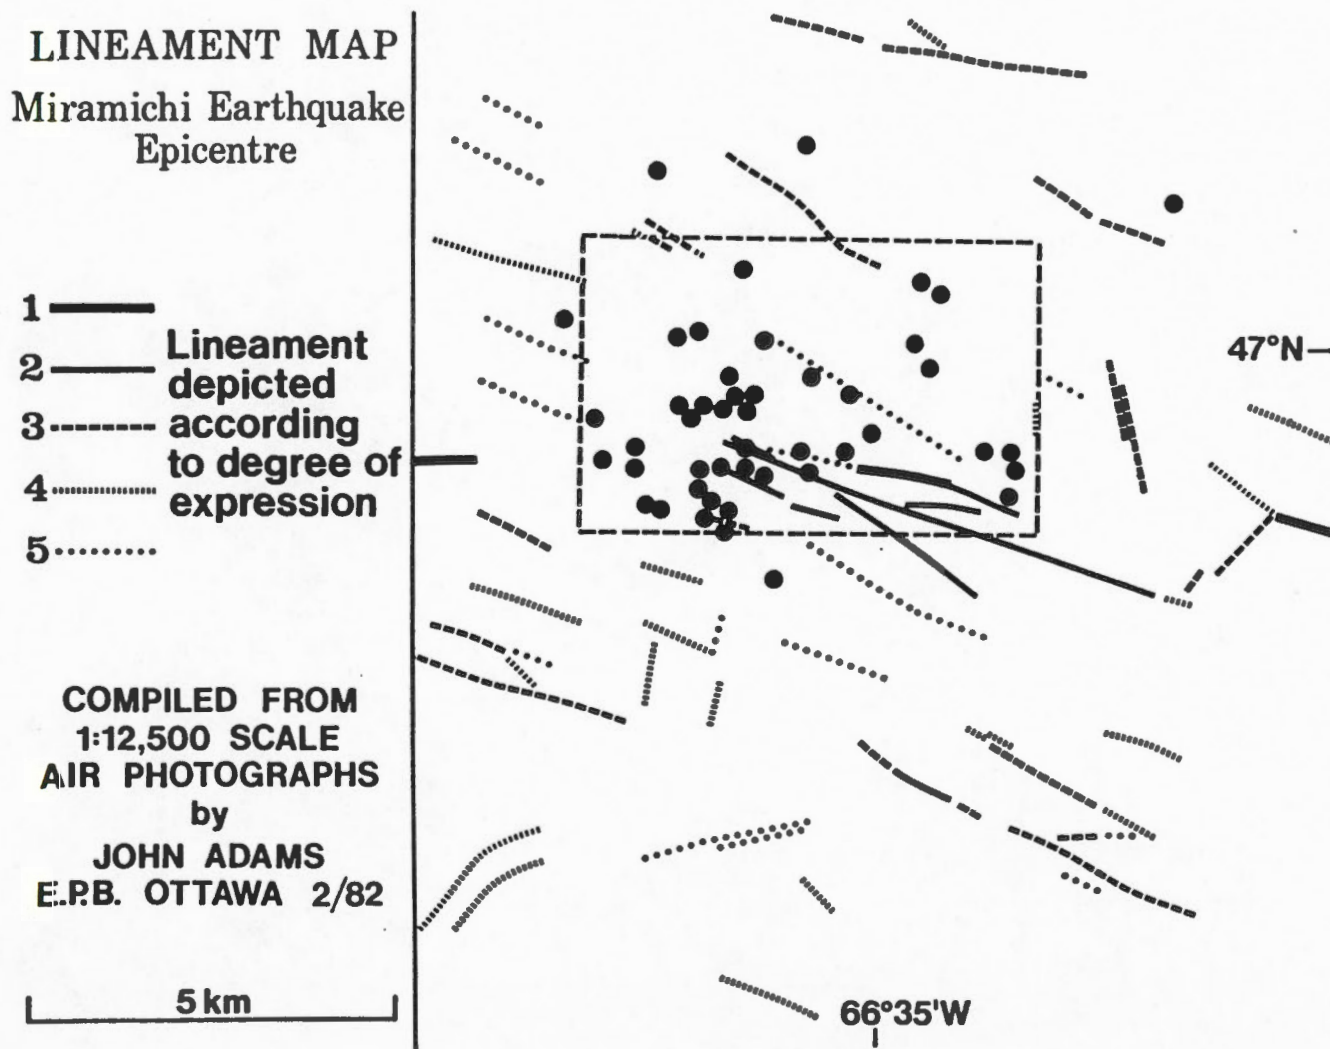 LINEAMENT MAP
Miramichi Earthquake
Epicentre
1
2
3
4
5
Lineament
depicted
according
to degree of
expression
COMPILED FROM
1:12,500 SCALE
AIR PHOTOGRAPHS
by
JOHN ADAMS
E.P.B. OTTAWA 2/82
5 km
47°N
66°35'W